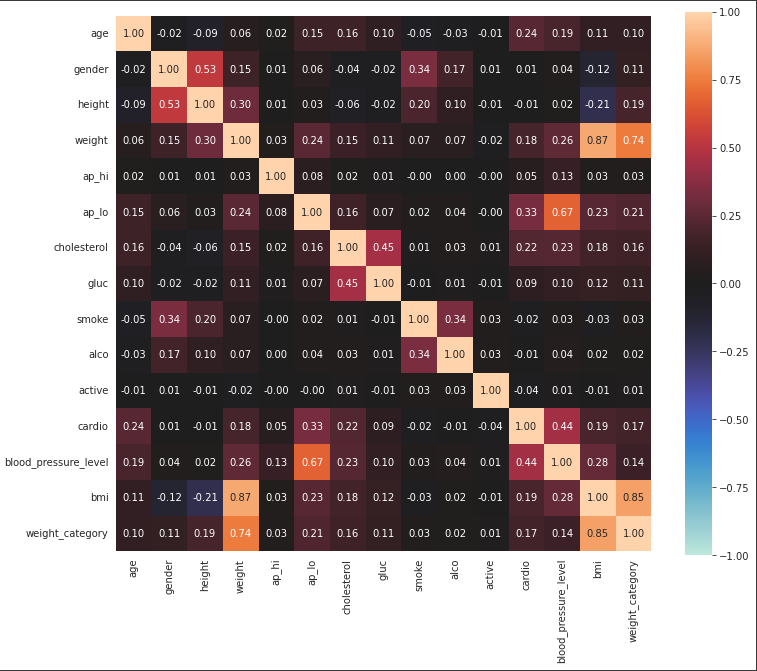 age 1.00 -0.02 -0.09 0.06 0.02 0.15 0.16 0.10 -0.05 -0.03 -0.01 0.24 0.19 0.11 0.10
gender -0.02 1.00 0.53 0.15 0.01 0.06 -0.04 -0.02 0.34 0.17 0.01 0.01 0.04 -0.12 0.11
height -0.09 0.53 1.00 0.30 0.01 0.03 -0.06 -0.02 0.20 0.10 -0.01 -0.01 0.02 -0.21 0.19
weight 0.06 0.15 0.30 1.00 0.03 0.24 0.15 0.11 0.07 0.07 -0.02 0.18 0.26 0.87 0.74
ap_hi 0.02 0.01 0.01 0.03 1.00 0.08 0.02 0.01 -0.00 0.00 -0.00 0.05 0.13 0.03 0.03
ap_lo 0.15 0.06 0.03 0.24 0.08 1.00 0.16 0.07 0.02 0.04 -0.00 0.33 0.67 0.23 0.21
cholesterol 0.16 -0.04 -0.06 0.15 0.02 0.16 1.00 0.45 0.01 0.03 0.01 0.22 0.23 0.18 0.16
gluc 0.10 -0.02 -0.02 0.11 0.01 0.07 0.45 1.00 -0.01 0.01 -0.01 0.09 0.10 0.12 0.11
smoke -0.05 0.34 0.20 0.07 -0.00 0.02 0.01 -0.01 1.00 0.34 0.03 -0.02 0.03 -0.03 0.03
alco -0.03 0.17 0.10 0.07 0.00 0.04 0.03 0.01 0.34 1.00 0.03 -0.01 0.04 0.02 0.02
active -0.01 0.01 -0.01 -0.02 -0.00 -0.00 0.01 -0.01 0.03 0.03 1.00 -0.04 0.01 -0.01 0.01
cardio 0.24 0.01 -0.01 0.18 0.05 0.33 0.22 0.09 -0.02 -0.01 -0.04 1.00 0.44 0.19 0.17
blood_pressure_level 0.19 0.04 0.02 0.26 0.13 0.67 0.23 0.10 0.03 0.04 0.01 0.44 1.00 0.28 0.14
bmi 0.11 -0.12 -0.21 0.87 0.03 0.23 0.18 0.12 -0.03 0.02 -0.01 0.19 0.28 1.00 0.85
weight_category 0.10 0.11 0.19 0.74 0.03 0.21 0.16 0.11 0.03 0.02 0.01 0.17 0.14 0.85 1.00
age
gender
height
weight
ap_hi
ap_lo
cholesterol
gluc
smoke
alco
active
cardio
blood_pressure_level
bmi
weight_category
1.00
0.75
0.50
0.25
0.00
−0.25
−0.50
−0.75
−1.00